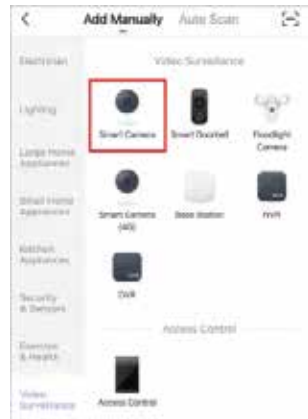 Add Manually
Auto Scan
Electrician
Video Surveillance
Lighting
Smart Camera
Smart Doorbell
Floodlight
Camera
Large Home
Appliances
Small Home
Appliances
Smart Camera
(4G)
Base Station
NVR
Kitchen
Appliances
DVR
Security
& Sensors
Exercise
& Health
Access Control
Video
Surveillance
Access Control